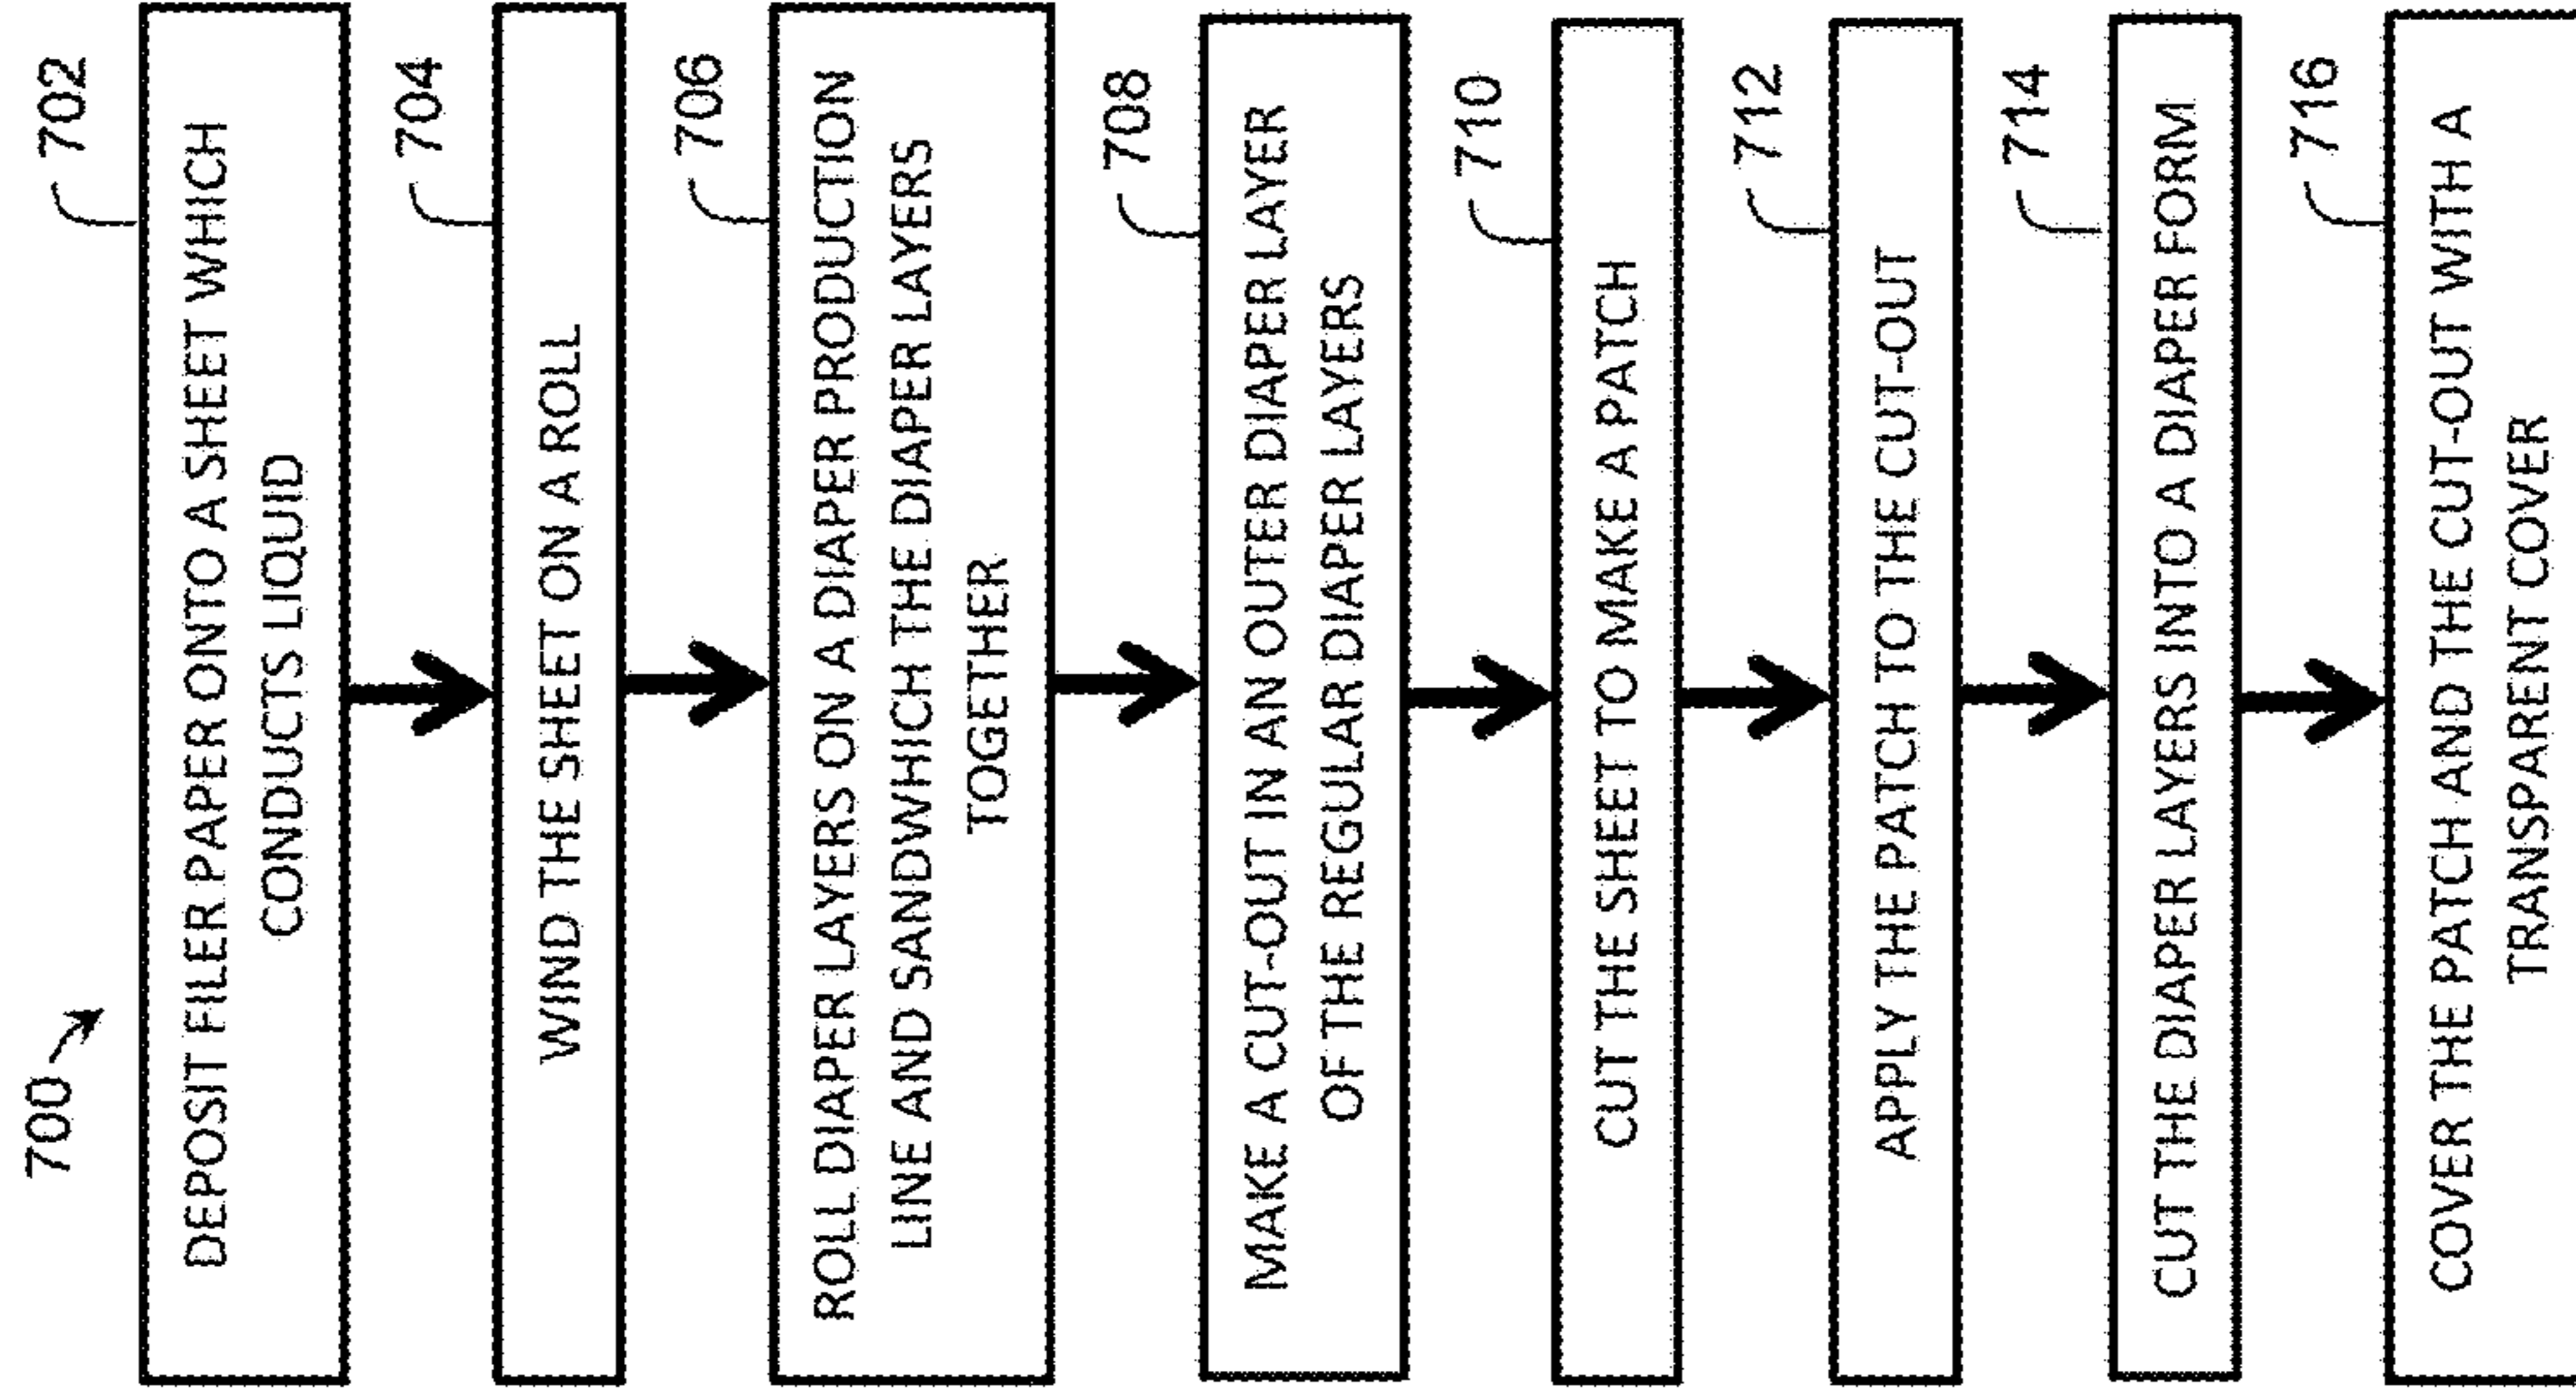 700
702
DEPOSIT FILER PAPER ONTO A SHEET WHICH
CONDUCTS LIQUID
704
WIND THE SHEET ON A ROLL
706
ROLL DIAPER LAYERS ON A DIAPER PRODUCTION
LINE AND SANDWHICH THE DIAPER LAYERS
TOGETHER
708
MAKE A CUT-OUT IN AN OUTER DIAPER LAYER
OF THE REGULAR DIAPER LAYERS
710
CUT THE SHEET TO MAKE A PATCH
712
APPLY THE PATCH TO THE CUT-OUT
714
CUT THE DIAPER LAYERS INTO A DIAPER FORM
716
COVER THE PATCH AND THE CUT-OUT WITH A
TRANSPARENT COVER